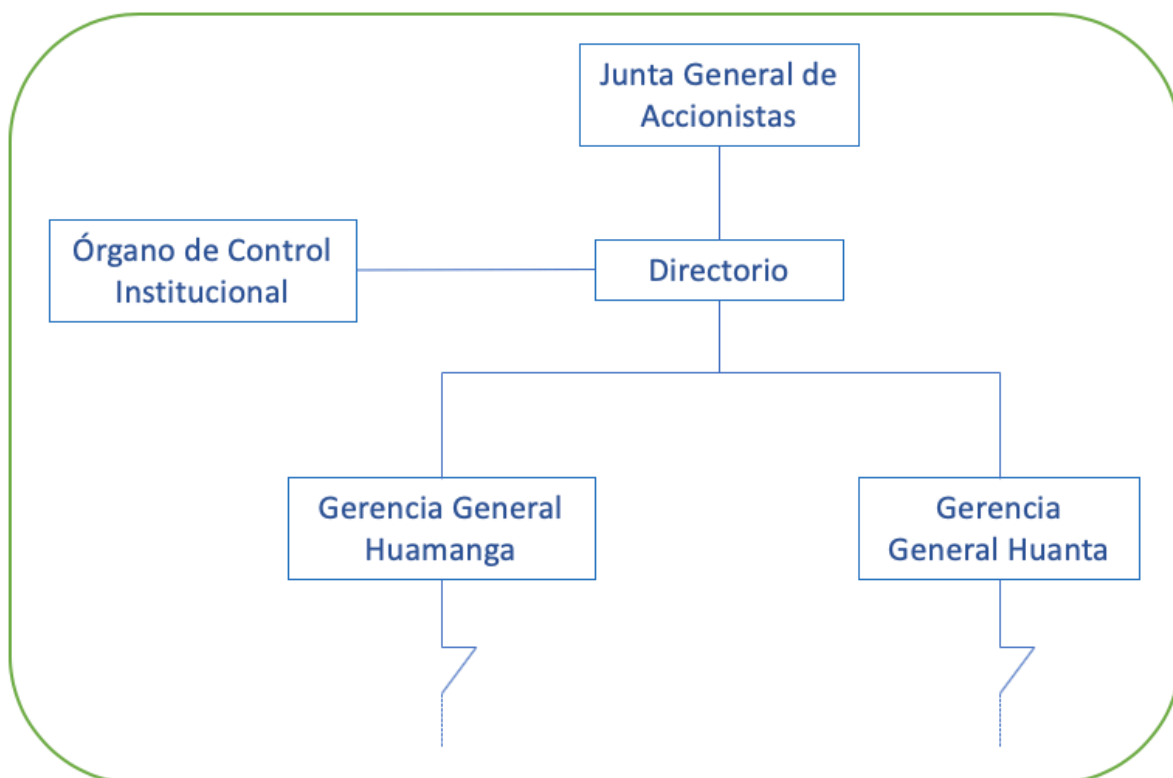 Junta General de
Accionistas
Órgano de Control
Institucional
Directorio
Gerencia General
Huamanga
Gerencia
General Huanta